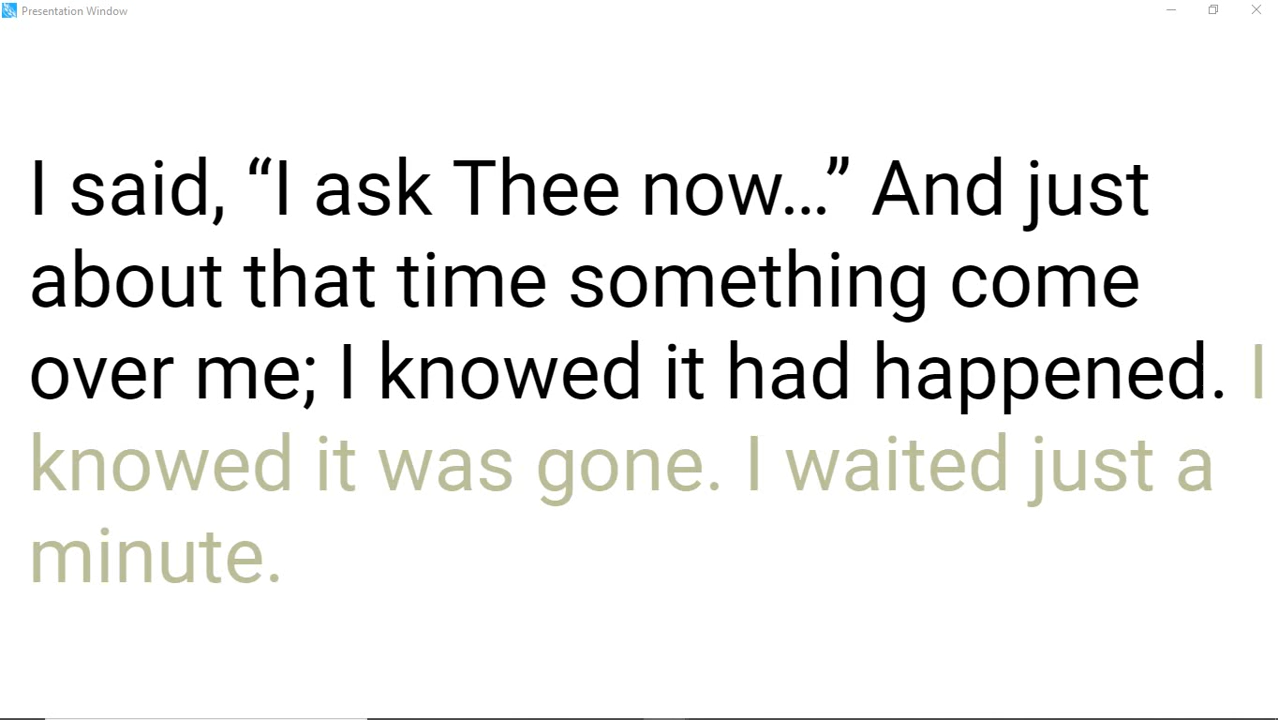 Presentation Window
I said, “I ask Thee now...” And just
about that time something come
over me; I knowed it had happened. I
knowed it was gone. I waited just a
minute.